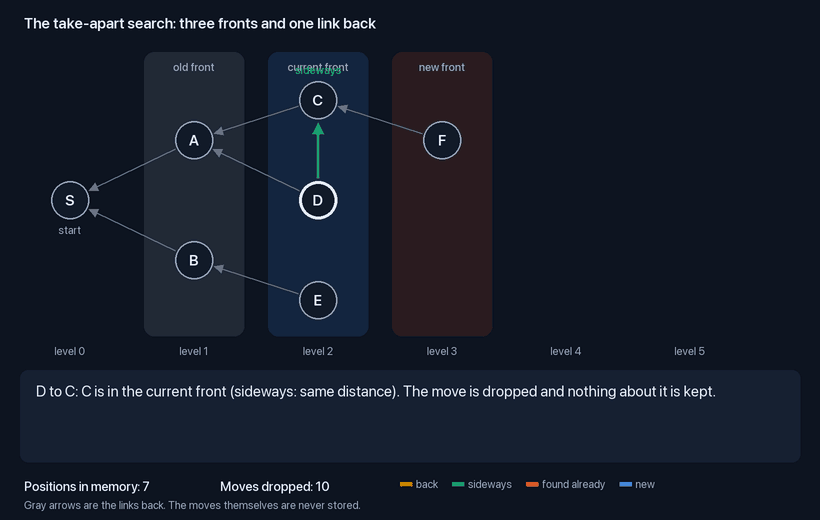 The take-apart search: three fronts and one link back
old front
current front
new front
sideways
C
A
F
S
D
start
B
E
level 0
level 1
level 2
level 3
level 4
level 5
D to C: C is in the current front (sideways: same distance). The move is dropped and nothing about it is kept.
Positions in memory: 7
Moves dropped: 10
back
sideways
found already
new
Gray arrows are the links back. The moves themselves are never stored.